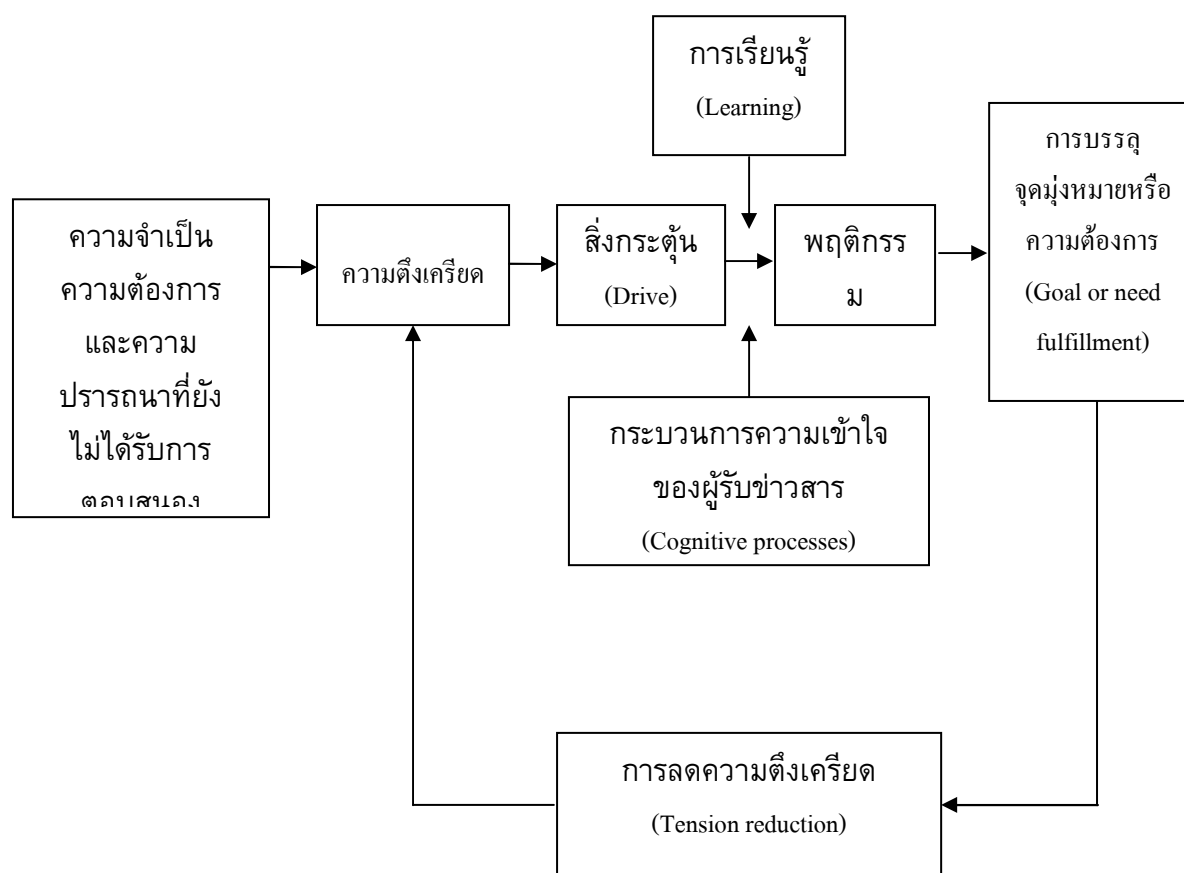 การเรียนรู้
(Learning)
การบรรลุ
จุดมุ่งหมายหรือ
ความต้องการ
(Goal or need
fulfillment)
ความจำเป็น
ความต้องการ
และความ
ปรารถนาที่ยัง
ไม่ได้รับการ
ตอบสนอง
ความตึงเครียด
สิ่งกระตุ้น
(Drive)
พฤติกรร
ม
กระบวนการความเข้าใจ
ของผู้รับข่าวสาร
(Cognitive processes)
การลดความตึงเครียด
(Tension reduction)